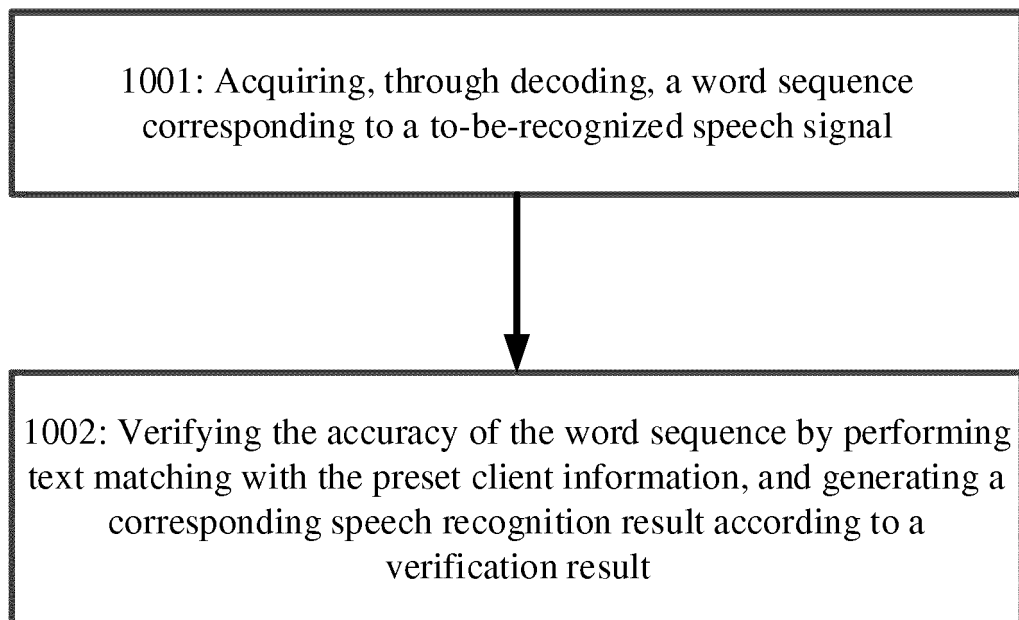 1001: Acquiring, through decoding, a word sequence
corresponding to a to-be-recognized speech signal
1002: Verifying the accuracy of the word sequence by performing
text matching with the preset client information, and generating a
corresponding speech recognition result according to a
verification result